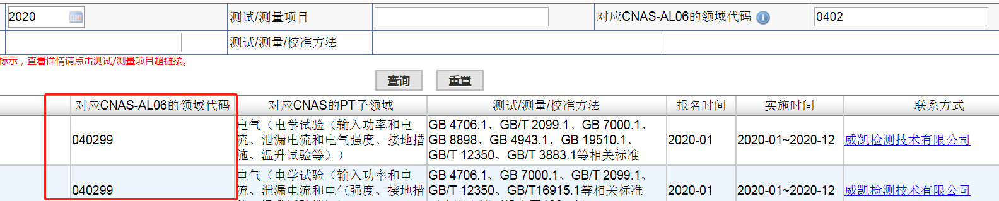 2020 测试/测量项目 对应CNAS-AL06的领域代码 0402
测试/测量/校准方法
标示，查看详情请点击测试/测量项目超链接。
查询 重置
对应CNAS-AL06的领域代码 对应CNAS的PT子领域 测试/测量/校准方法 报名时间 实施时间 联系方式
040299
电气（电学试验（输入功率和电
流、泄漏电流和电气强度、接地措
施、温升试验等））
GB 4706.1、GB/T 2099.1、GB 7000.1、
GB 8898、GB 4943.1、GB 19510.1、
GB/T 12350、GB/T 3883.1等相关标准
2020-01
2020-01~2020-12
威凯检测技术有限公司
040299
电气（电学试验（输入功率和电
流、泄漏电流和电气强度、接地措
GB 4706.1、GB 7000.1、GB/T 2099.1、
GB/T 12350、GB/T16915.1等相关标准
2020-01
2020-01~2020-12
威凯检测技术有限公司